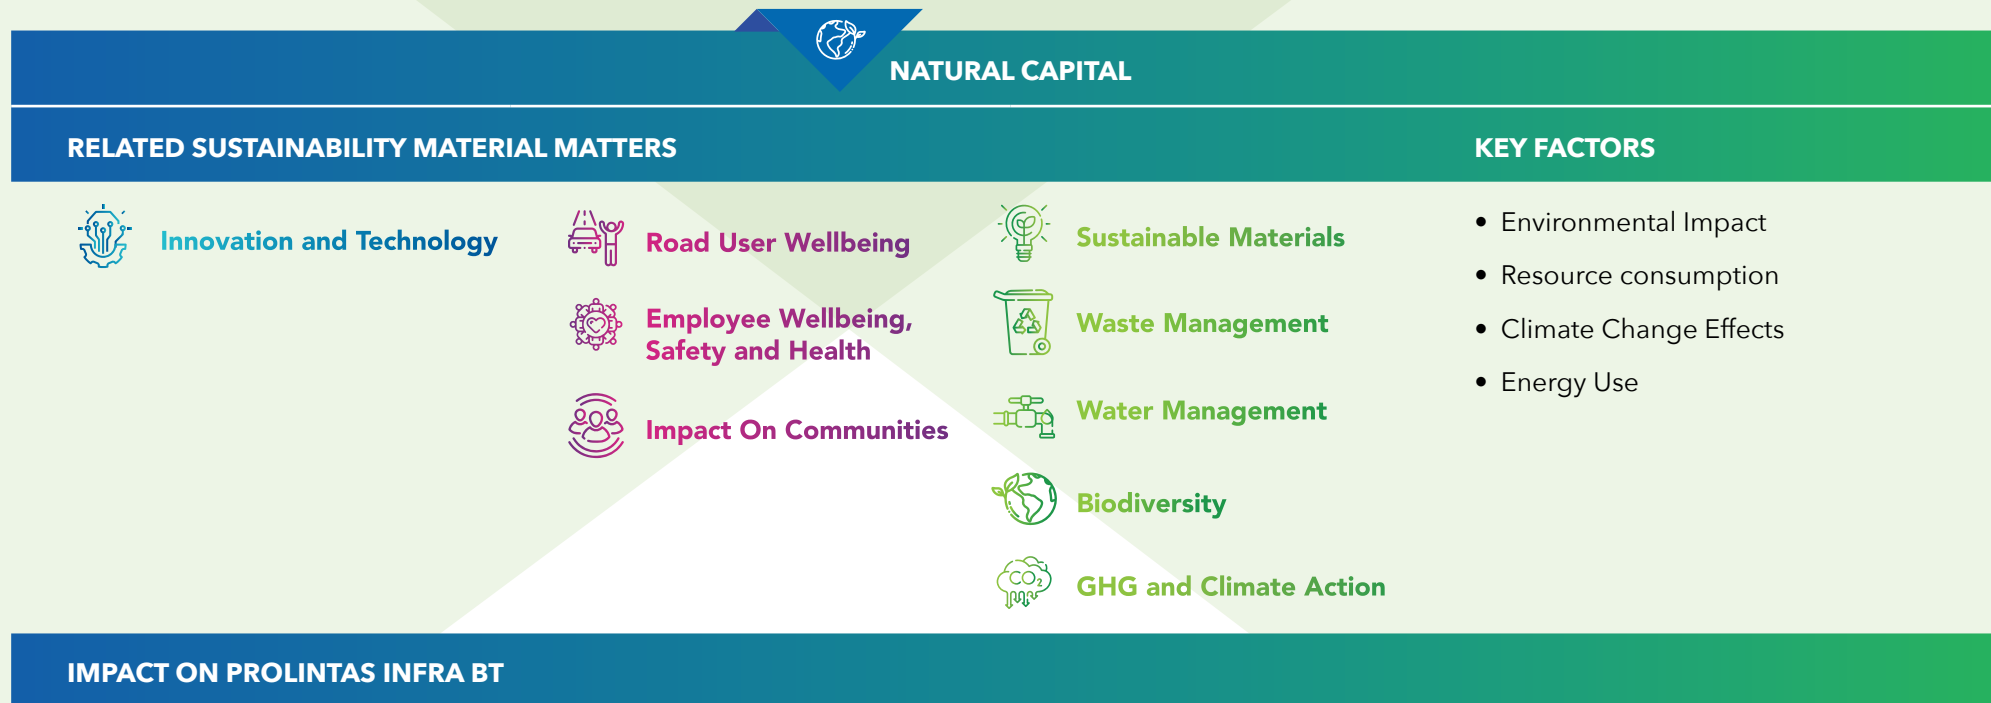 NATURAL CAPITAL
RELATED SUSTAINABILITY MATERIAL MATTERS
KEY FACTORS
Innovation and Technology
Road User Wellbeing
Employee Wellbeing,
Safety and Health
Impact On Communities
Sustainable Materials
Waste Management
Water Management
Biodiversity
CO2
GHG and Climate Action
• Environmental Impact
• Resource consumption
• Climate Change Effects
• Energy Use
IMPACT ON PROLINTAS INFRA BT